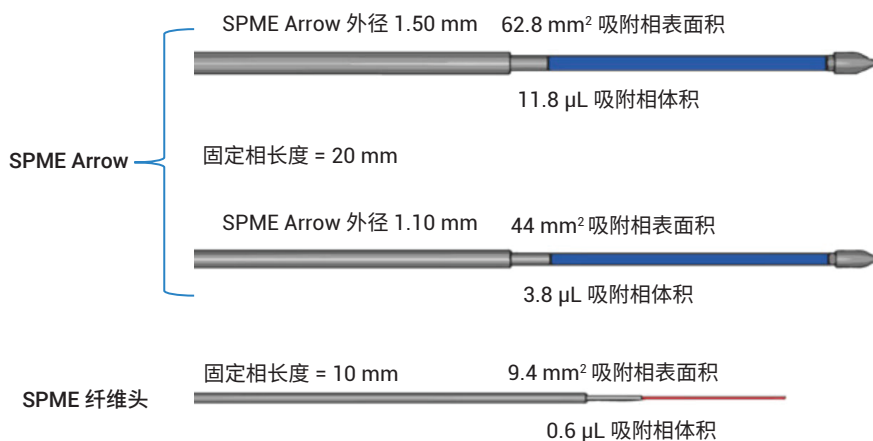 SPME Arrow 外径 1.50 mm 62.8 mm² 吸附相表面积
11.8 µL 吸附相体积
SPME Arrow
固定相长度 = 20 mm
SPME Arrow 外径 1.10 mm 44 mm² 吸附相表面积
3.8 µL 吸附相体积
固定相长度 = 10 mm 9.4 mm² 吸附相表面积
SPME 纤维头
0.6 µL 吸附相体积